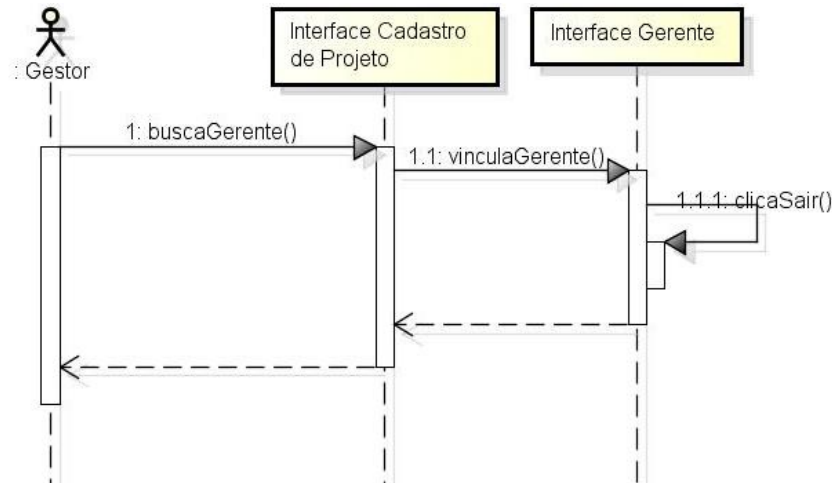 Interface Cadastro
de Projeto
Interface Gerente
: Gestor
1: buscaGerente()
1.1: vinculaGerente()
1.1.1: clicaSair()